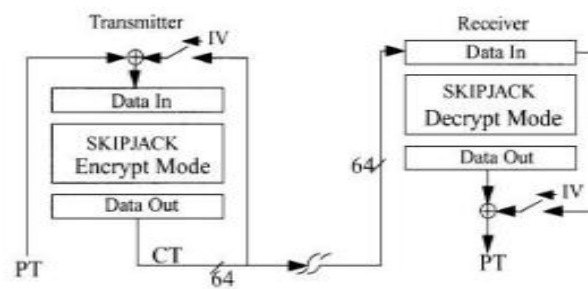 Transmitter
IV
Data In
SKIPJACK
Encrypt Mode
Data Out
PT
CT
64
Receiver
Data In
SKIPJACK
Decrypt Mode
64
Data Out
IV
PT